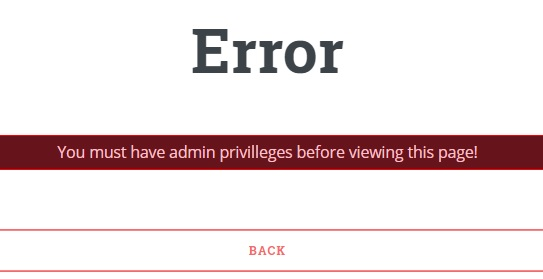 Error
You must have admin privilleges before viewing this page!
BACK